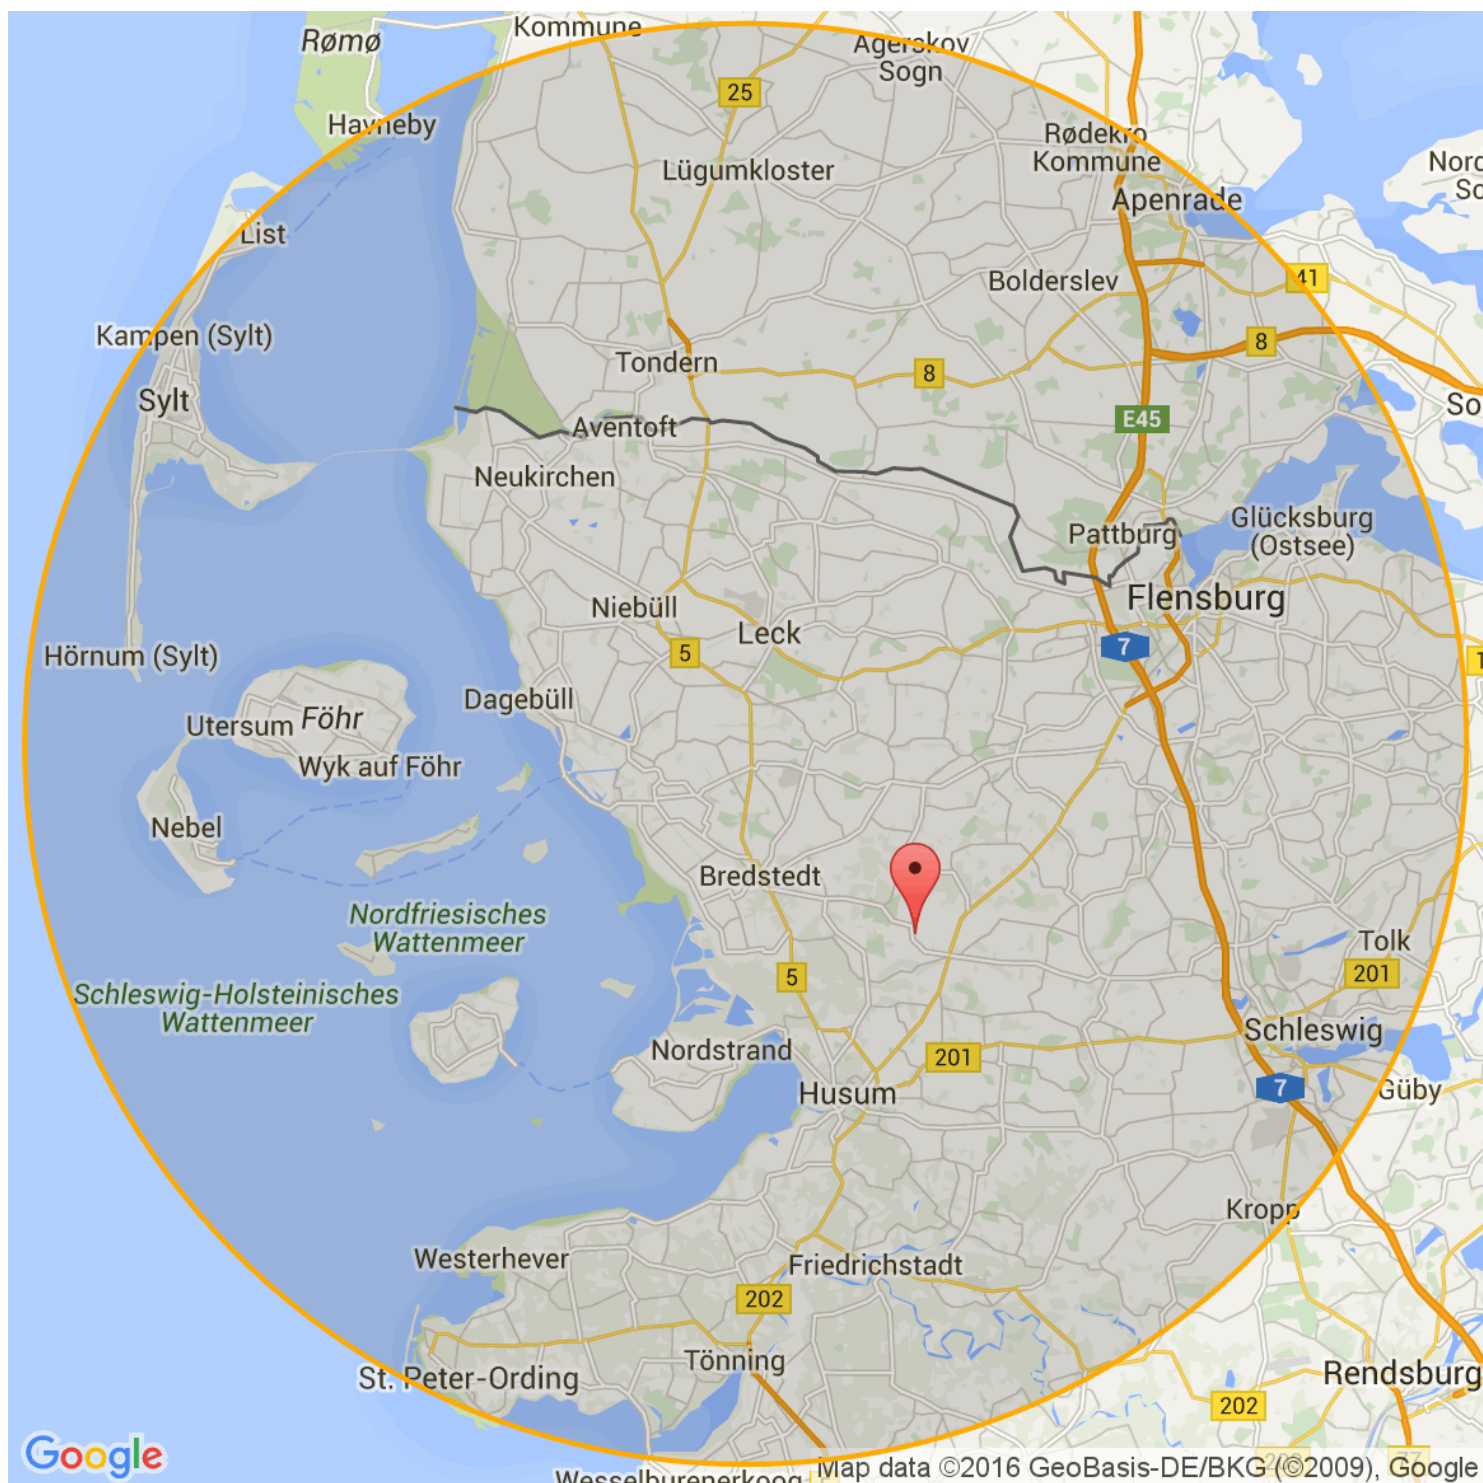 Kommune
Rømø
Agerskov
Sogn
25
Havneby
Rødekro
Kommune
Lügumkloster
Apenrade
List
Bolderslev
41
Kampen (Sylt)
8
Tondern
8
Sylt
E45
Aventoft
Neukirchen
Glücksburg
(Ostsee)
Pattburg
Flensburg
Niebüll
Leck
7
5
Hörnum (Sylt)
Dagebüll
Utersum
Föhr
Wyk auf Föhr
Nebel
Bredstedt
Nordfriesisches
Wattenmeer
Tolk
201
5
Schleswig-Holsteinisches
Wattenmeer
Schleswig
Nordstrand
201
Husum
7
Güby
Kropp
Westerhever
Friedrichstadt
202
Tönning
St. Peter-Ording
Rendsburg
202
Google
Map data ©2016 GeoBasis-DE/BKG (©2009), Google
Wesselburenerkoog